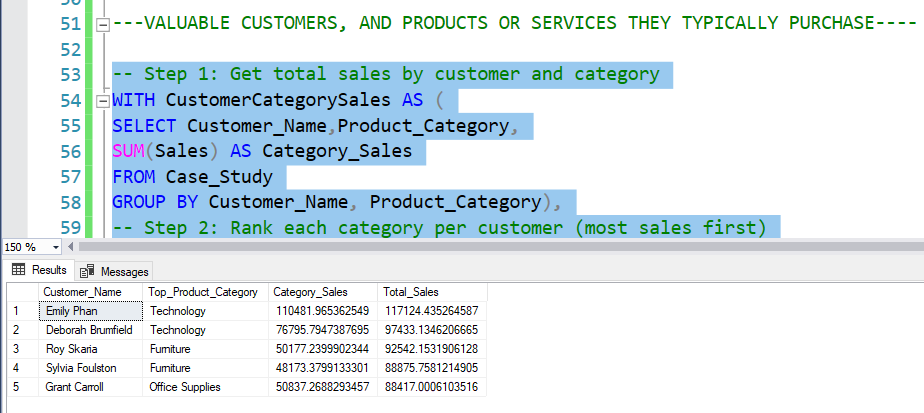 51 ---VALUABLE CUSTOMERS, AND PRODUCTS OR SERVICES THEY TYPICALLY PURCHASE----
52
53 -- Step 1: Get total sales by customer and category
54 WITH CustomerCategorySales AS (
55 SELECT Customer_Name,Product_Category,
56 SUM(Sales) AS Category_Sales
57 FROM Case_Study
58 GROUP BY Customer_Name, Product_Category),
59 -- Step 2: Rank each category per customer (most sales first)
150 %
Results Messages
Customer_Name Top_Product_Category Category_Sales Total_Sales
1 Emily Phan Technology 110481.965362549 117124.435264587
2 Deborah Brumfield Technology 76795.7947387695 97433.1346206665
3 Roy Skaria Furniture 50177.2399902344 92542.1531906128
4 Sylvia Foulston Furniture 48173.3799133301 88875.7581214905
5 Grant Carroll Office Supplies 50837.2688293457 88417.0006103516